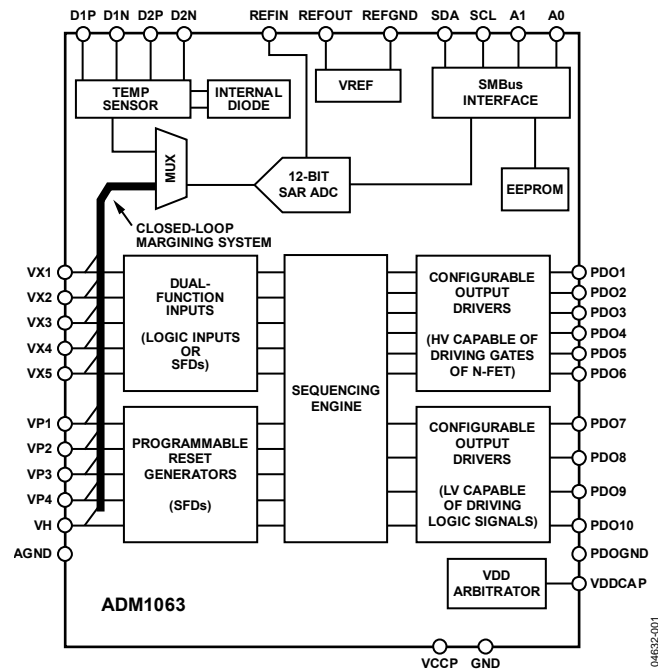 D1P D1N D2P D2N REFIN REFOUT REFGND SDA SCL A1 A0
TEMP
SENSOR
INTERNAL
DIODE
VREF
SMBus
INTERFACE
MUX
12-BIT
SAR ADC
EEPROM
CLOSED-LOOP
MARGINING SYSTEM
VX1
VX2
VX3
VX4
VX5
DUAL-
FUNCTION
INPUTS
(LOGIC INPUTS
OR
SFDs)
VP1
VP2
VP3
VP4
VH
AGND
PROGRAMMABLE
RESET
GENERATORS
(SFDs)
SEQUENCING
ENGINE
CONFIGURABLE
OUTPUT
DRIVERS
(HV CAPABLE OF
DRIVING GATES
OF N-FET)
PDO1
PDO2
PDO3
PDO4
PDO5
PDO6
CONFIGURABLE
OUTPUT
DRIVERS
(LV CAPABLE
OF DRIVING
LOGIC SIGNALS)
PDO7
PDO8
PDO9
PDO10
PDOGND
VDD
ARBITRATOR
VDDCAP
ADM1063
VCCP GND
04632-001